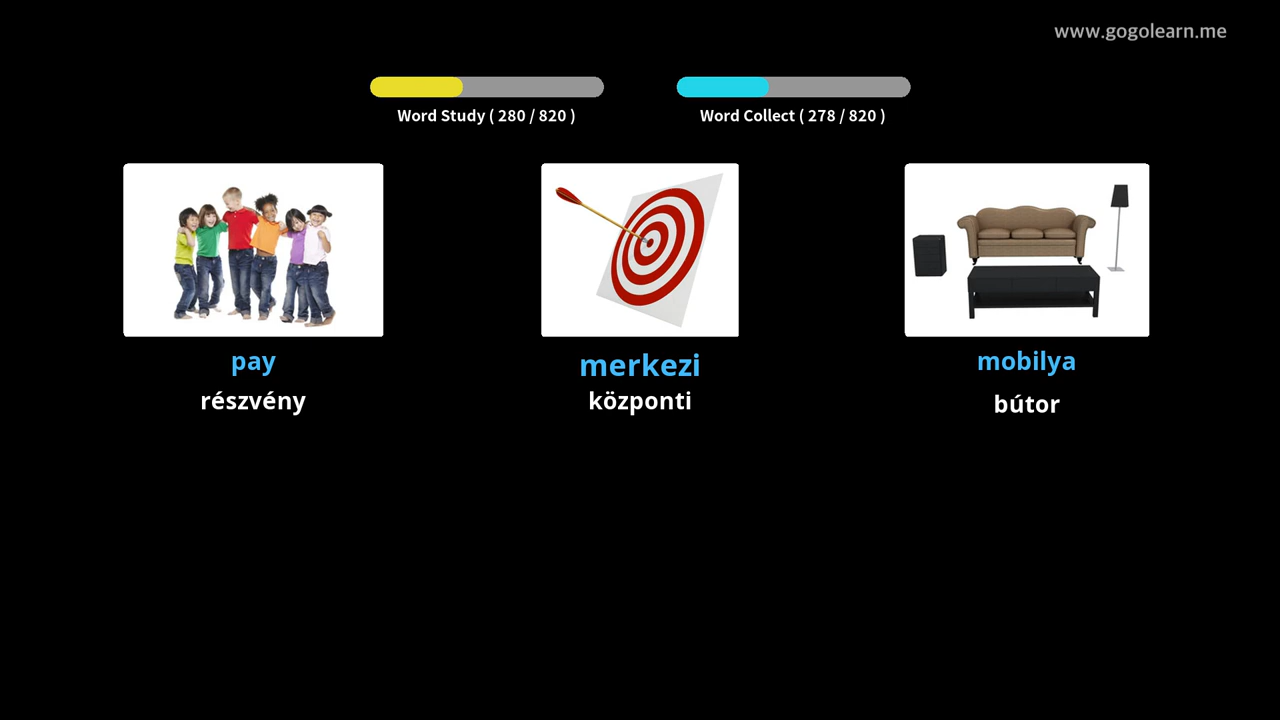 www.gogolearn.me
Word Study ( 280 / 820 )
Word Collect ( 278 / 820 )
pay
részvény
merkezi
központi
mobilya
bútor